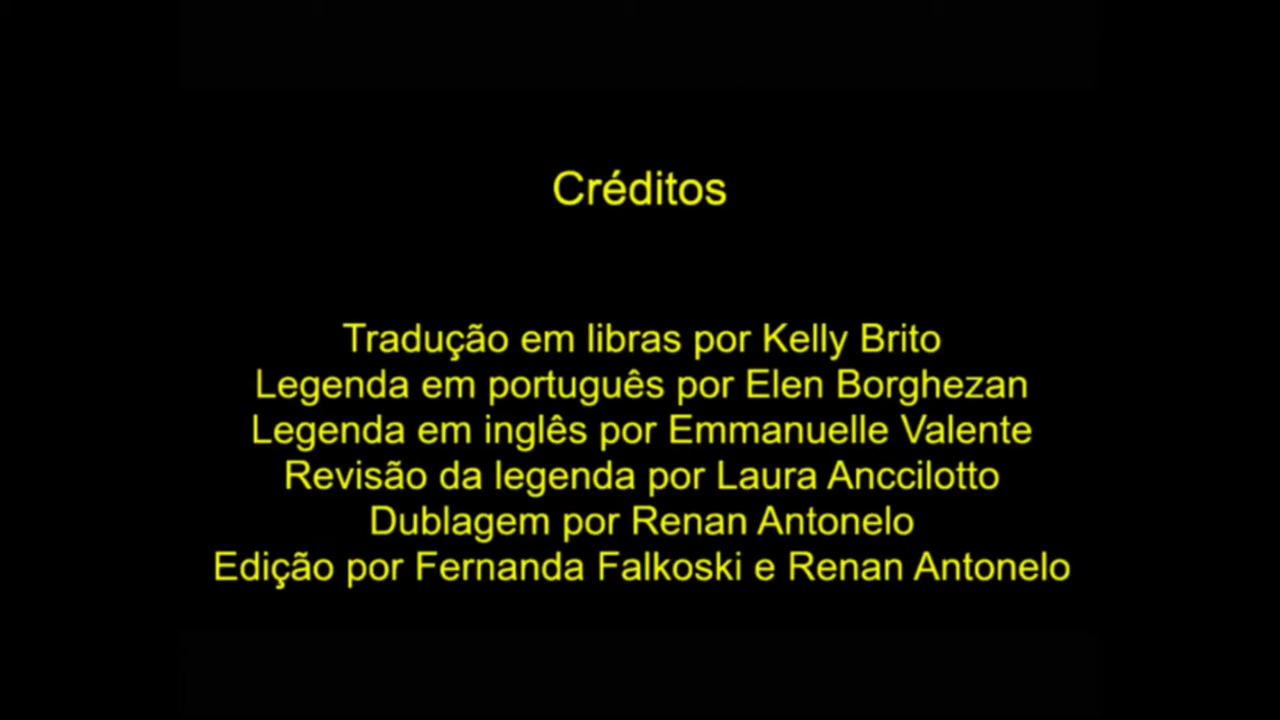 Créditos
Tradução em libras por Kelly Brito
Legenda em português por Elen Borghezan
Legenda em inglês por Emmanuelle Valente
Revisão da legenda por Laura Anccilotto
Dublagem por Renan Antonelo
Edição por Fernanda Falkoski e Renan Antonelo